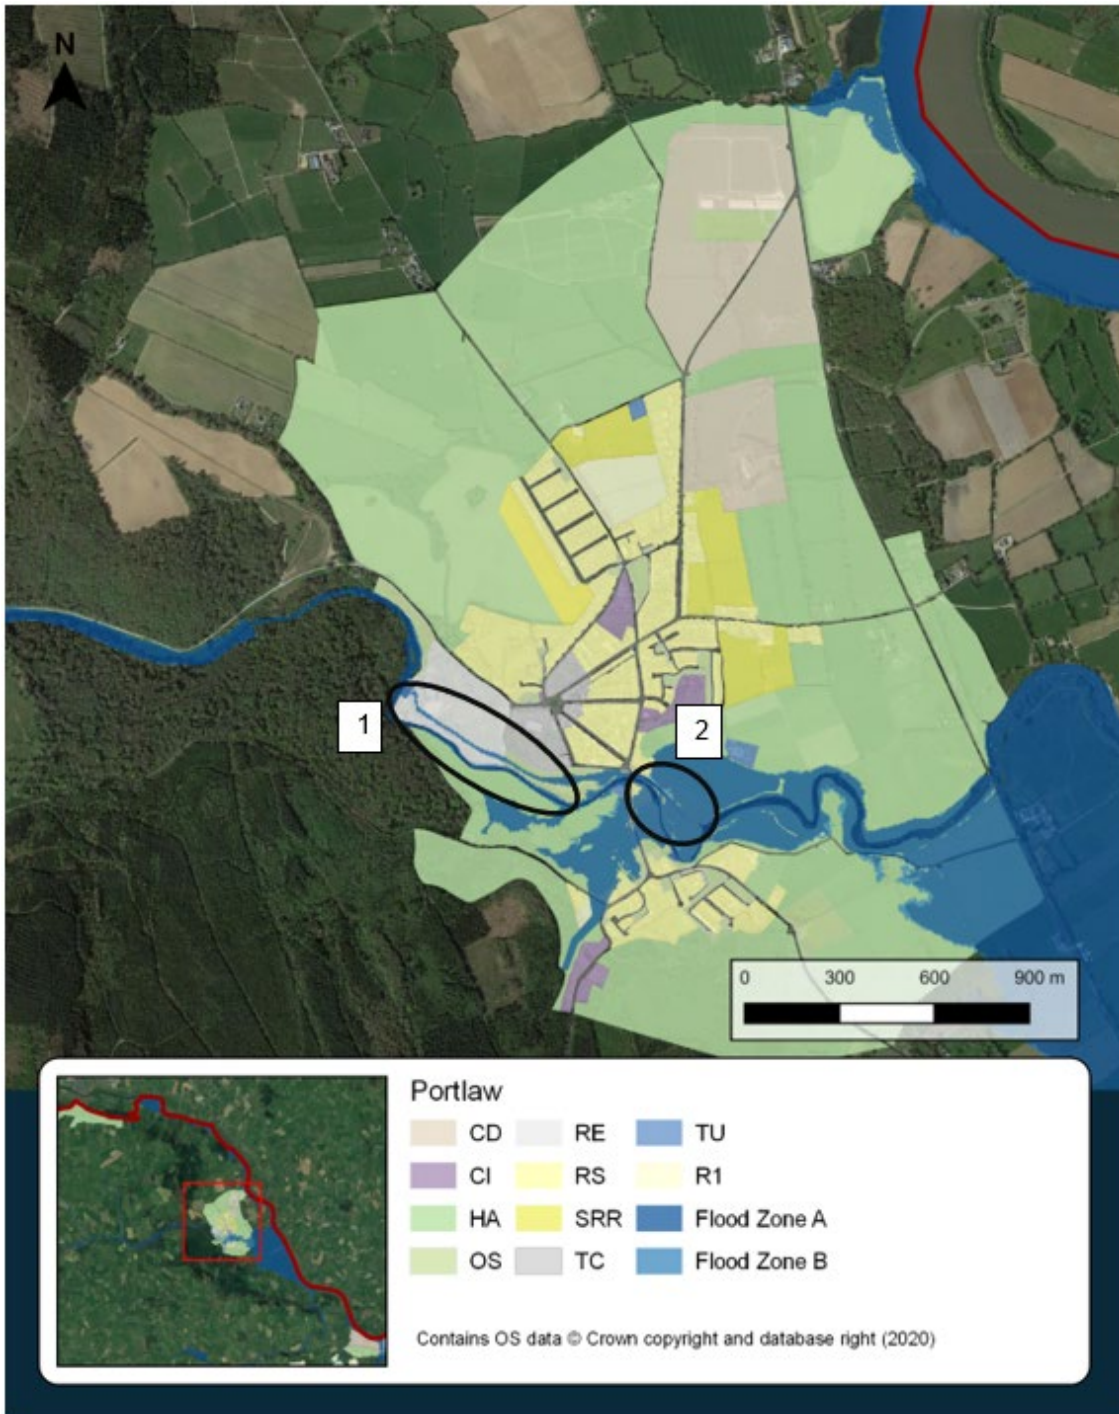 N
1
2
0 300 600 900 m
Portlaw
CD RE TU
CI RS R1
HA SRR Flood Zone A
OS TC Flood Zone B
Contains OS data © Crown copyright and database right (2020)